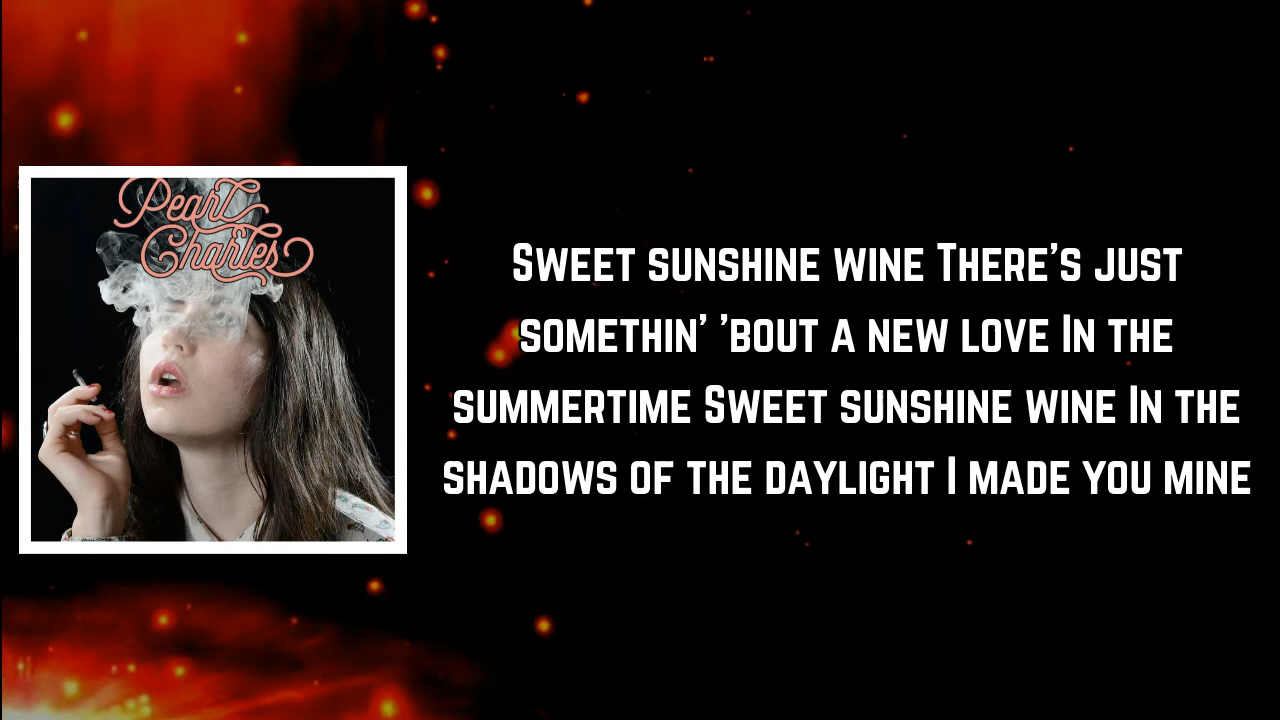 Pearl
Charles
Sweet sunshine wine There's just
somethin' 'bout a new love In the
summertime Sweet sunshine wine In the
shadows of the daylight I made you mine